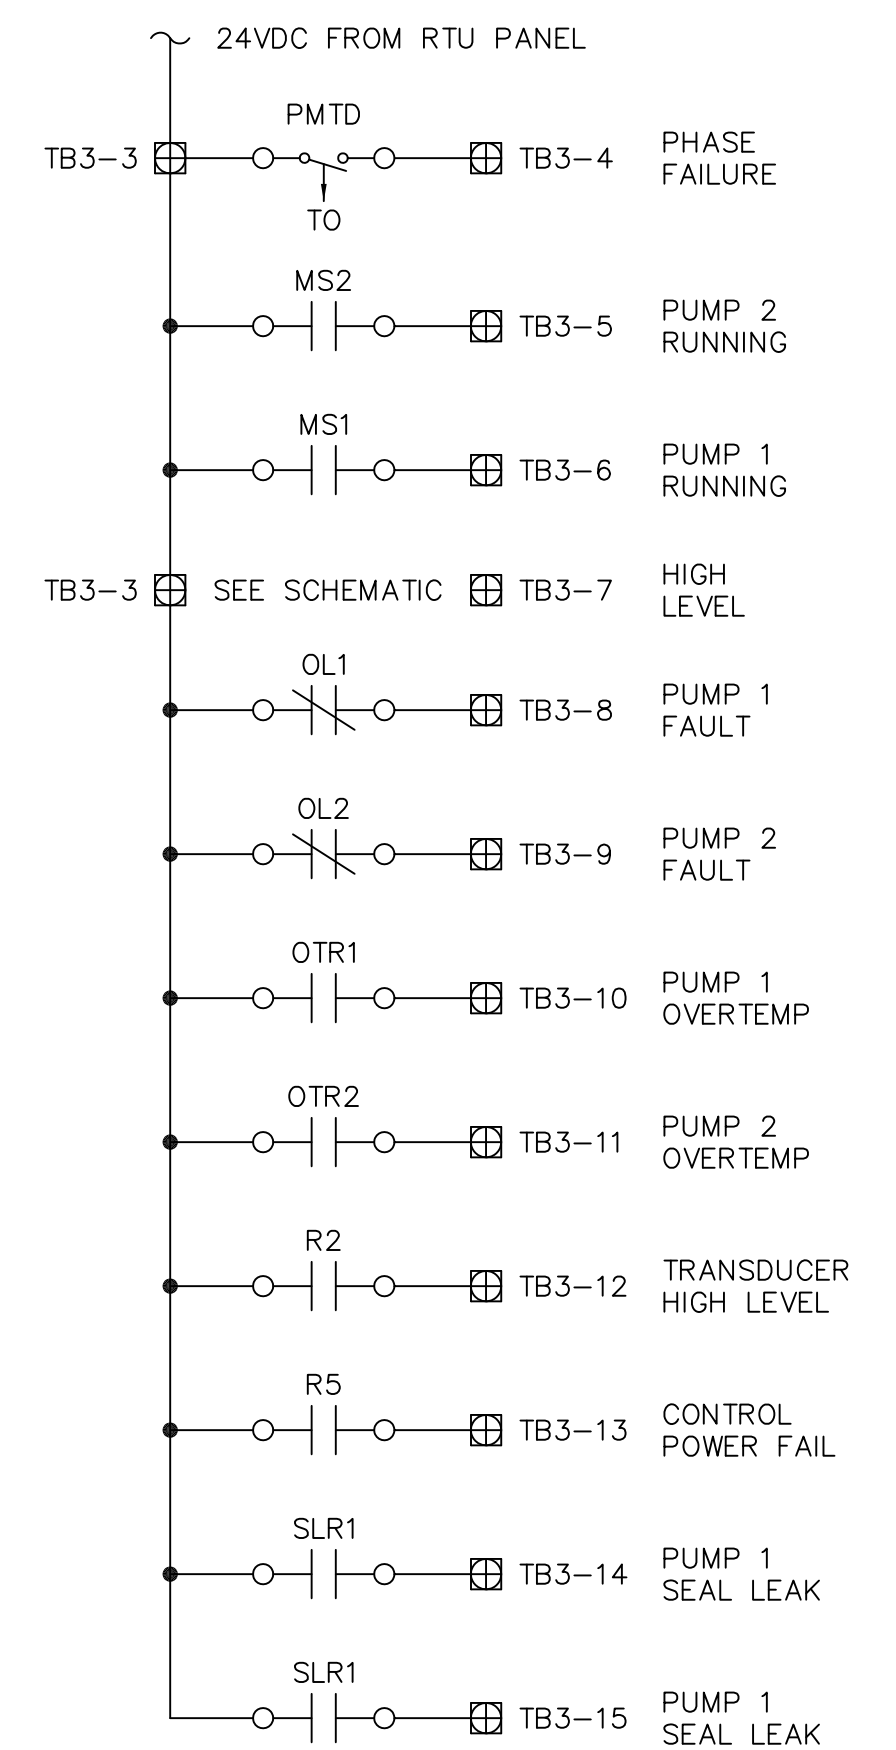 24VDC FROM RTU PANEL
PMTD
TB3-3
TB3-4
PHASE
FAILURE
TO
MS2
TB3-5
PUMP 2
RUNNING
MS1
TB3-6
PUMP 1
RUNNING
TB3-3
SEE SCHEMATIC
TB3-7
HIGH
LEVEL
OL1
TB3-8
PUMP 1
FAULT
OL2
TB3-9
PUMP 2
FAULT
OTR1
TB3-10
PUMP 1
OVERTEMP
OTR2
TB3-11
PUMP 2
OVERTEMP
R2
TB3-12
TRANSDUCER
HIGH LEVEL
R5
TB3-13
CONTROL
POWER FAIL
SLR1
TB3-14
PUMP 1
SEAL LEAK
SLR1
TB3-15
PUMP 1
SEAL LEAK